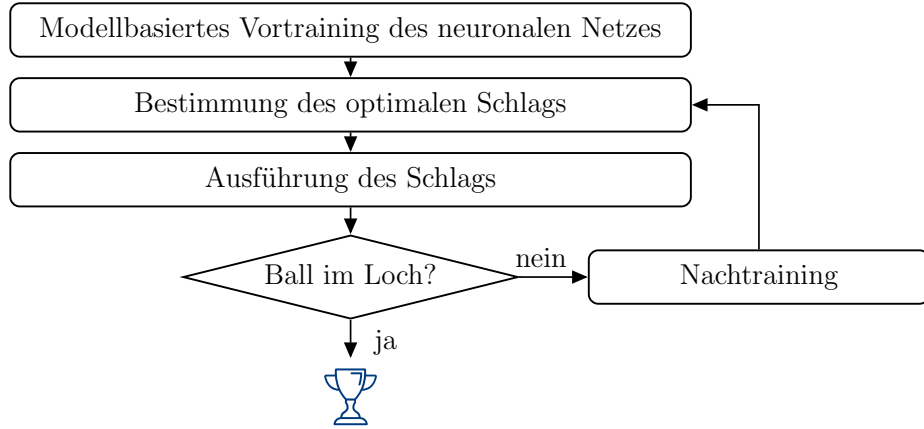 Modellbasiertes Vortraining des neuronalen Netzes
Bestimmung des optimalen Schlags
Ausführung des Schlags
Ball im Loch?
nein
Nachtraining
ja